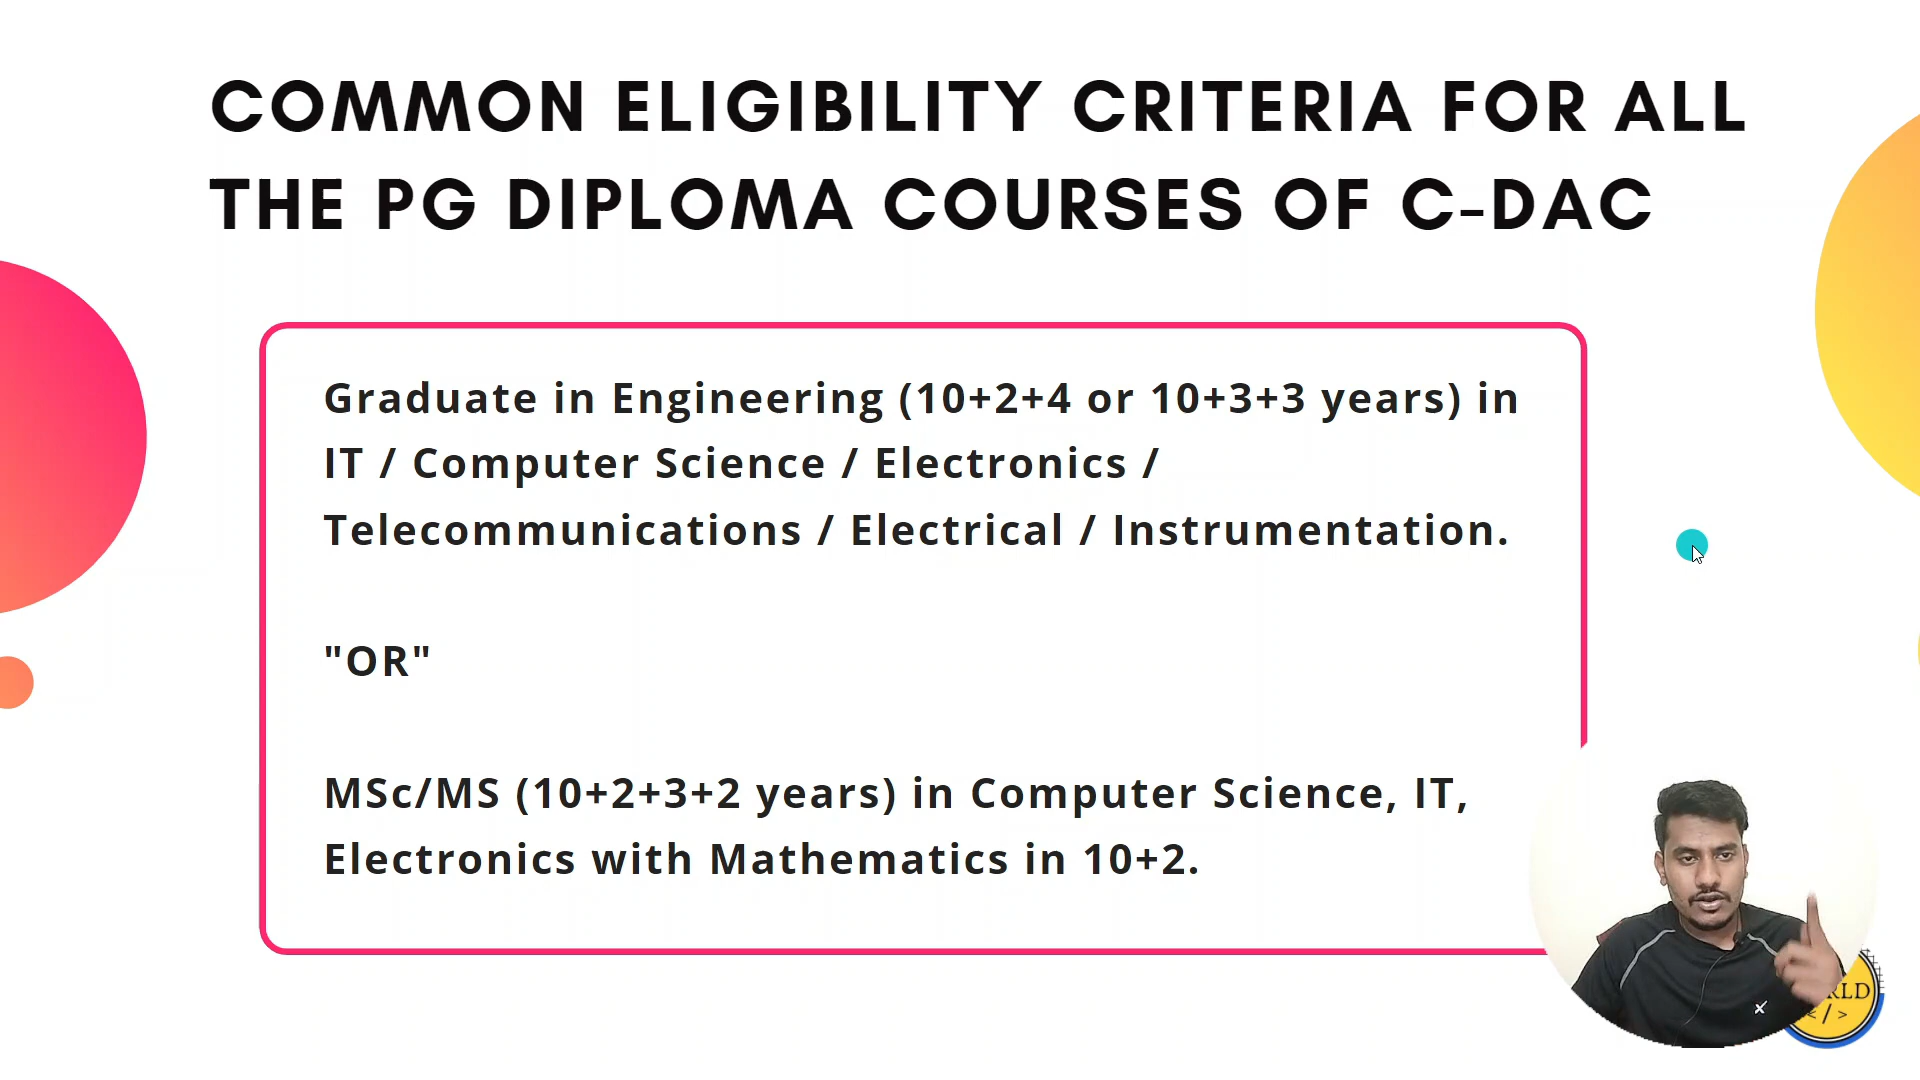 COMMON ELIGIBILITY CRITERIA FOR ALL
THE PG DIPLOMA COURSES OF C-DAC
Graduate in Engineering (10+2+4 or 10+3+3 years) in
IT / Computer Science / Electronics /
Telecommunications / Electrical / Instrumentation.
"OR"
MSc/MS (10+2+3+2 years) in Computer Science, IT,
Electronics with Mathematics in 10+2.